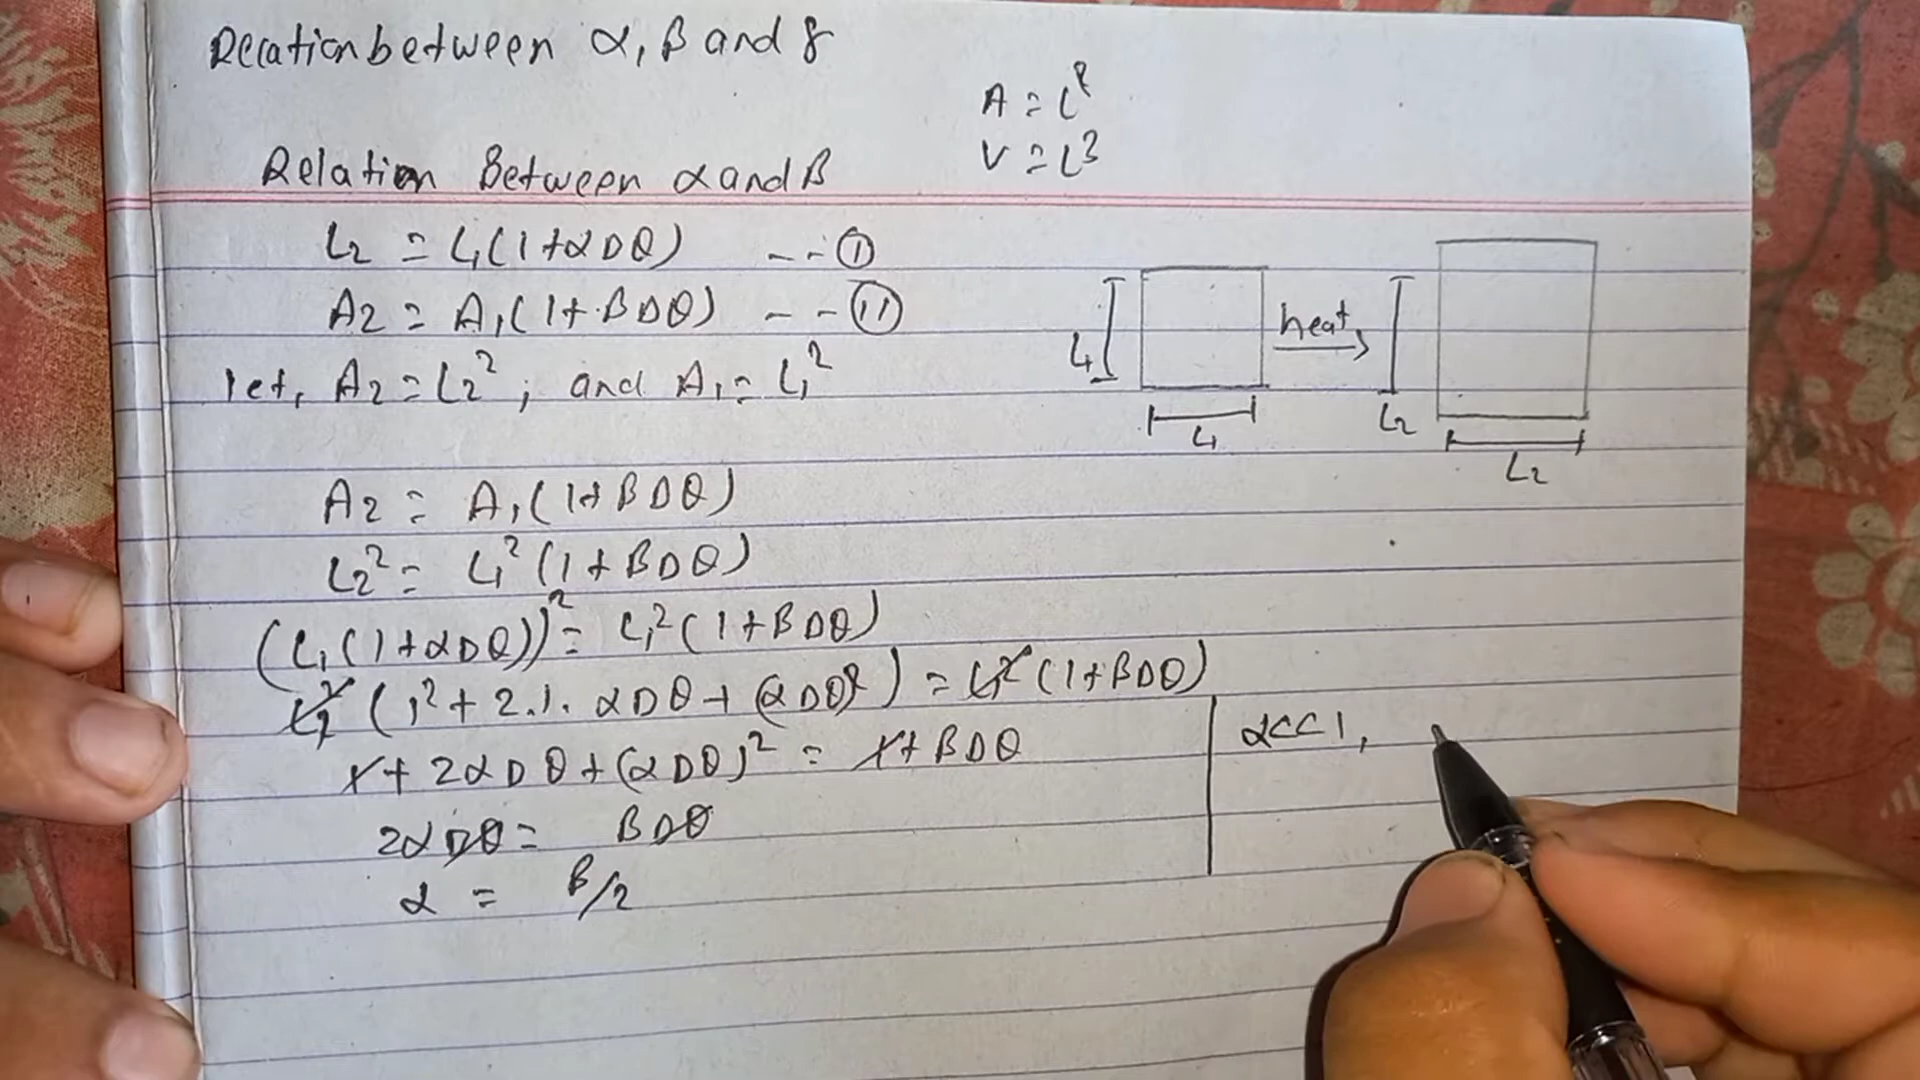 Relation between α, β and γ
A = L²
V = L³
Relation Between α and β
L₂ = L₁(1+αΔθ) --- (I)
A₂ = A₁(1+βΔθ) --- (II)
let, A₂ = L₂² ; and A₁ = L₁²
L₁
heat
L₁
L₂
L₂
A₂ = A₁(1+βΔθ)
L₂² = L₁²(1+βΔθ)
(L₁(1+αΔθ))² = L₁²(1+βΔθ)
L₁²(1²+2.1.αΔθ+(αΔθ)²) = L₁²(1+βΔθ)
1+2αΔθ+(αΔθ)² = 1+βΔθ
α<<1,
2αΔθ = βΔθ
α = β/2